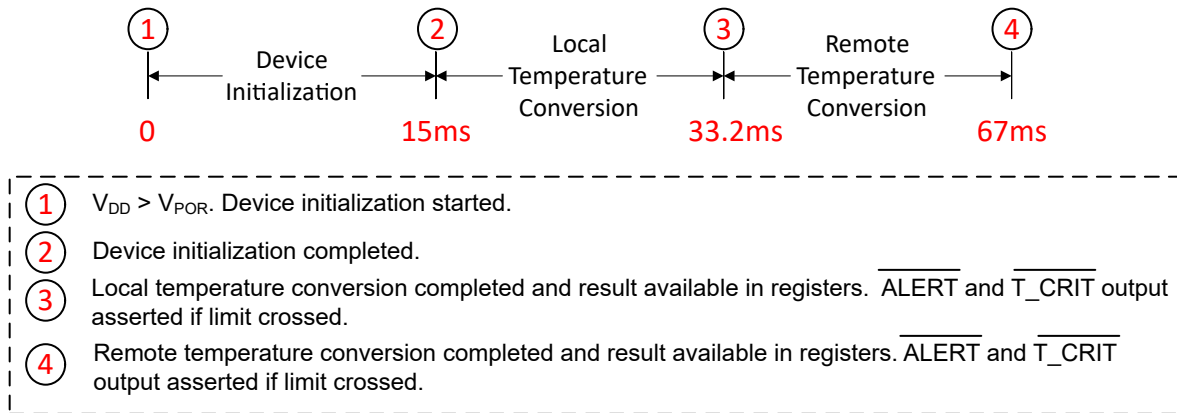 1 2 3 4
Device
Initialization
Local
Temperature
Conversion
Remote
Temperature
Conversion
0 15ms 33.2ms 67ms
1 VDD > VPOR. Device initialization started.
2 Device initialization completed.
3 Local temperature conversion completed and result available in registers. ALERT and T_CRIT output
asserted if limit crossed.
4 Remote temperature conversion completed and result available in registers. ALERT and T_CRIT
output asserted if limit crossed.